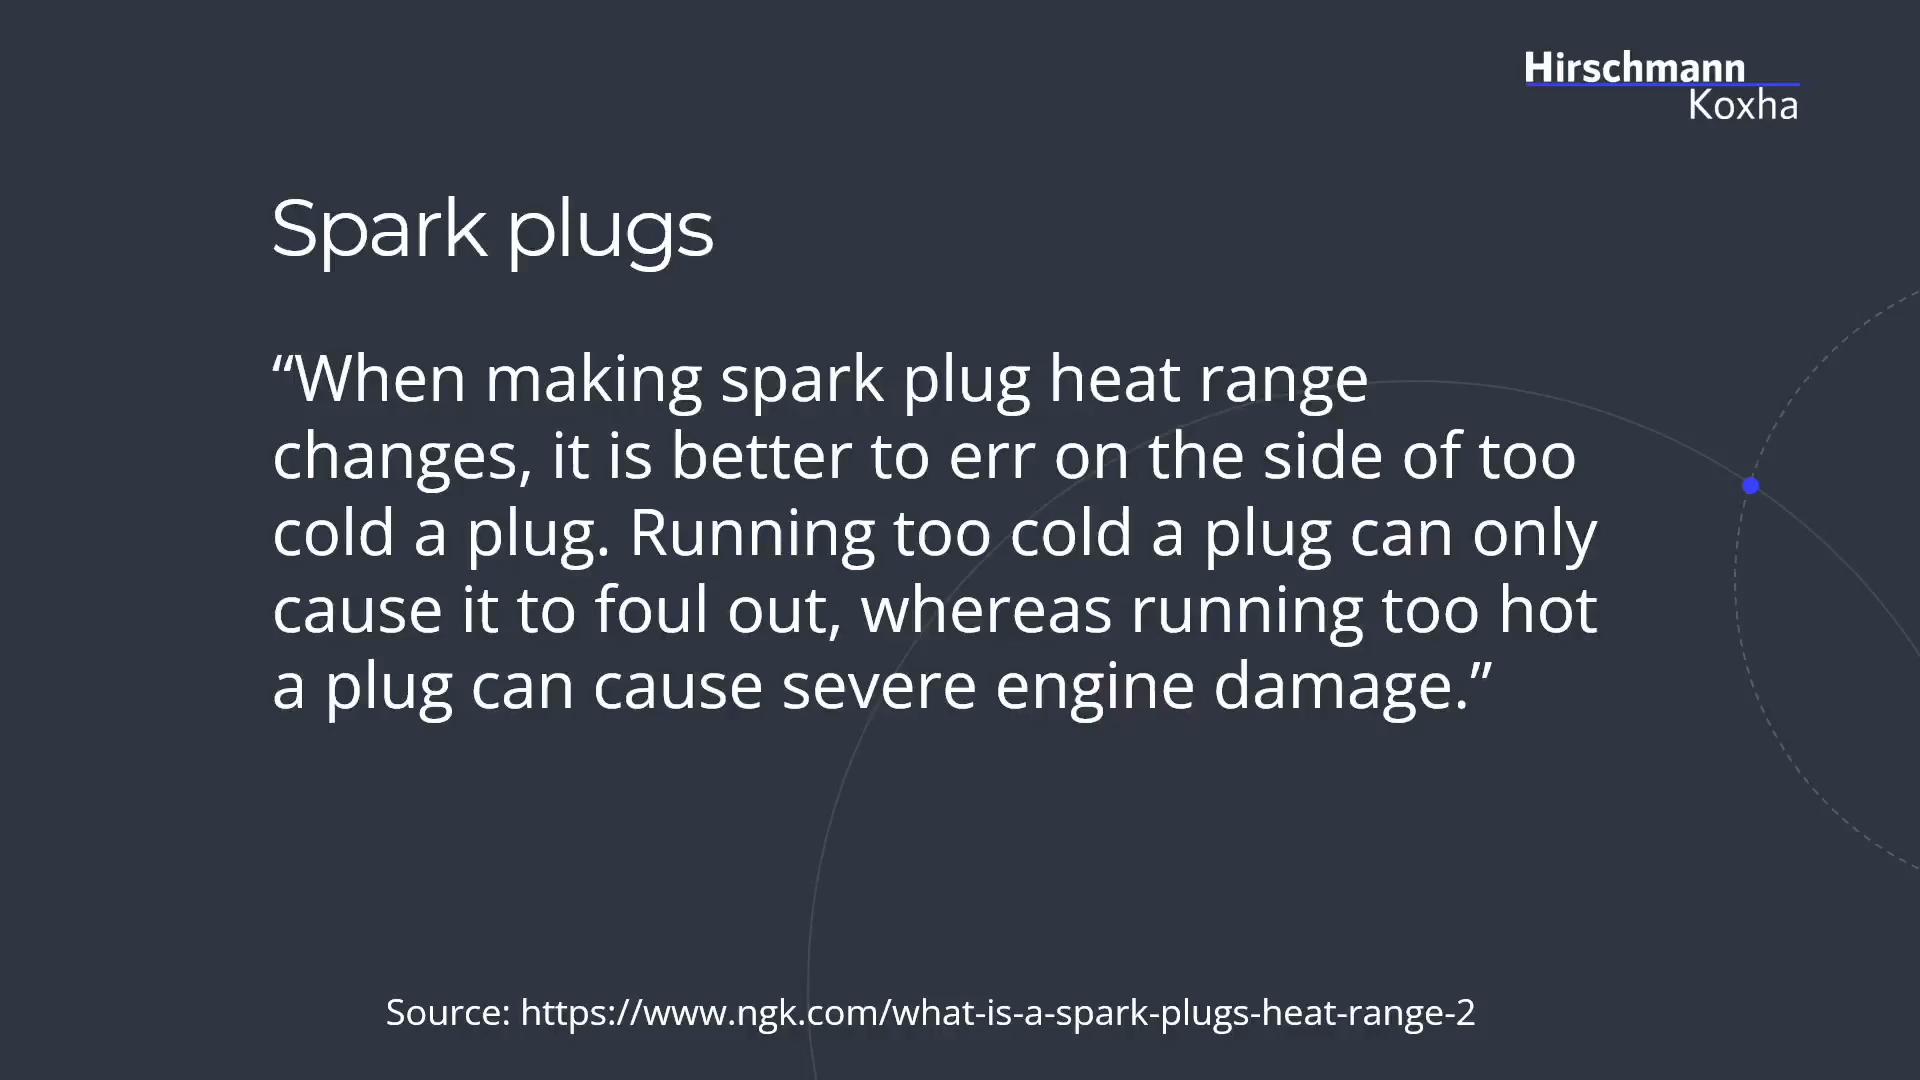 Hirschmann
Koxha
Spark plugs
“When making spark plug heat range
changes, it is better to err on the side of too
cold a plug. Running too cold a plug can only
cause it to foul out, whereas running too hot
a plug can cause severe engine damage.”
Source: https://www.ngk.com/what-is-a-spark-plugs-heat-range-2